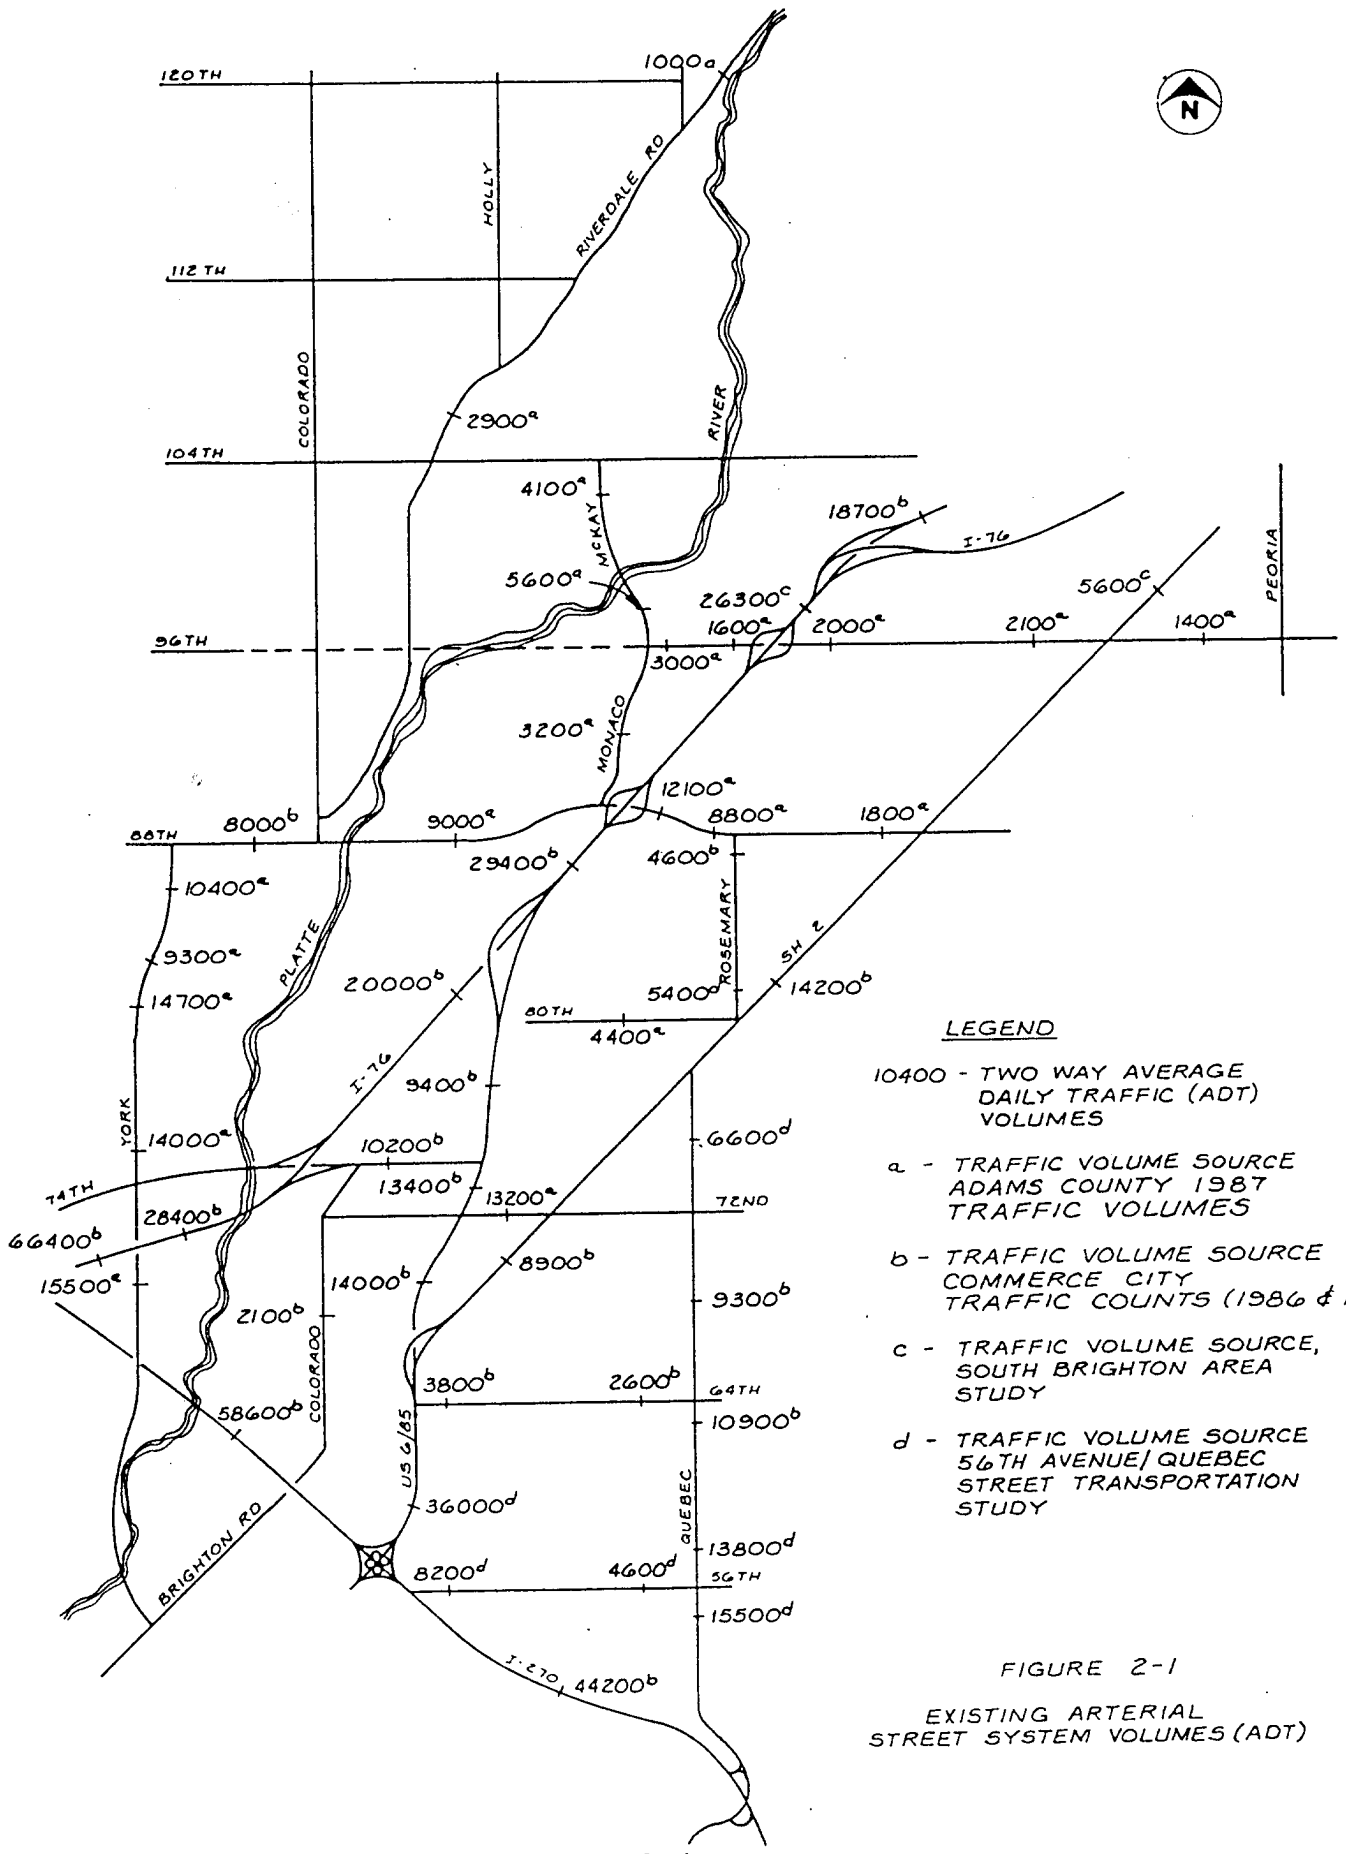 1000a
120TH
N
HOLLY
RIVERDALE RD
112 TH
COLORADO
RIVER
2900a
104TH
4100a
MCKAY
18700b
I-76
PEORIA
5600a
26300c
5600c
1600a
2000a
2100a
1400a
96TH
3000a
MONACO
3200a
12100a
8000b
9000a
8800a
1800a
88TH
29400b
4600b
10400a
ROSEMARY
PLATTE
9300a
SH 2
20000b
5400d
14200b
14700a
80TH
4400a
LEGEND
I-76
9400b
10400 - TWO WAY AVERAGE
DAILY TRAFFIC (ADT)
VOLUMES
YORK
14000a
10200b
6600d
a - TRAFFIC VOLUME SOURCE
ADAMS COUNTY 1987
TRAFFIC VOLUMES
74TH
13400b
13200a
72ND
28400b
66400b
8900b
b - TRAFFIC VOLUME SOURCE
COMMERCE CITY
TRAFFIC COUNTS (1986 &
15500a
14000b
2100b
9300b
COLORADO
c - TRAFFIC VOLUME SOURCE,
SOUTH BRIGHTON AREA
STUDY
3800b
2600b
64TH
58600b
10900b
US 6/85
d - TRAFFIC VOLUME SOURCE
56TH AVENUE/QUEBEC
STREET TRANSPORTATION
STUDY
QUEBEC
36000d
BRIGHTON RD
13800d
8200d
4600d
56TH
15500d
I-270
44200b
FIGURE 2-1
EXISTING ARTERIAL
STREET SYSTEM VOLUMES (ADT)